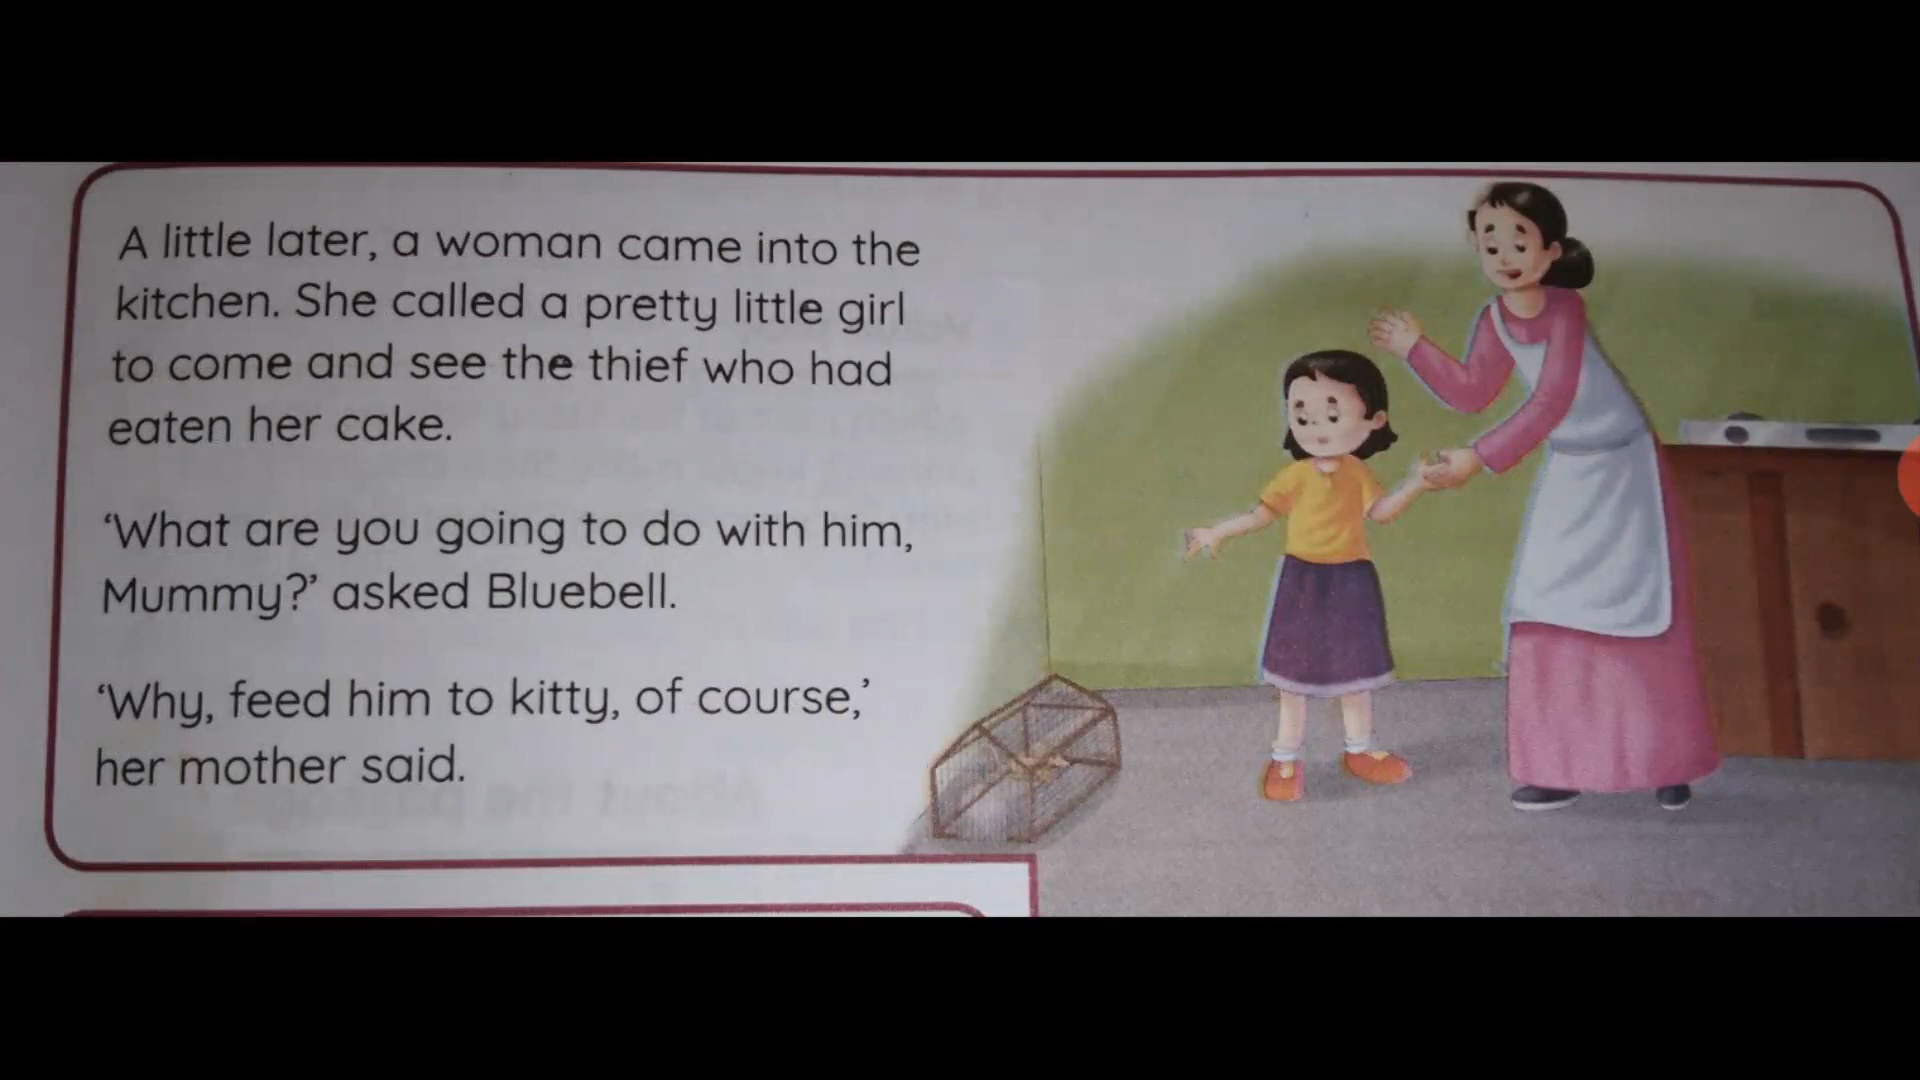 A little later, a woman came into the
kitchen. She called a pretty little girl
to come and see the thief who had
eaten her cake.
‘What are you going to do with him,
Mummy?’ asked Bluebell.
‘Why, feed him to kitty, of course,’
her mother said.